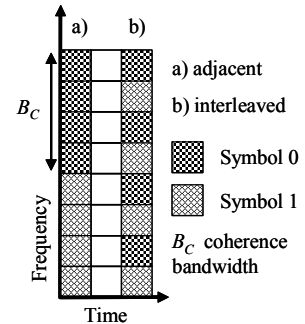 a) b)
a) adjacent
b) interleaved
B_C
Symbol 0
Symbol 1
B_C coherence
bandwidth
Frequency
Time